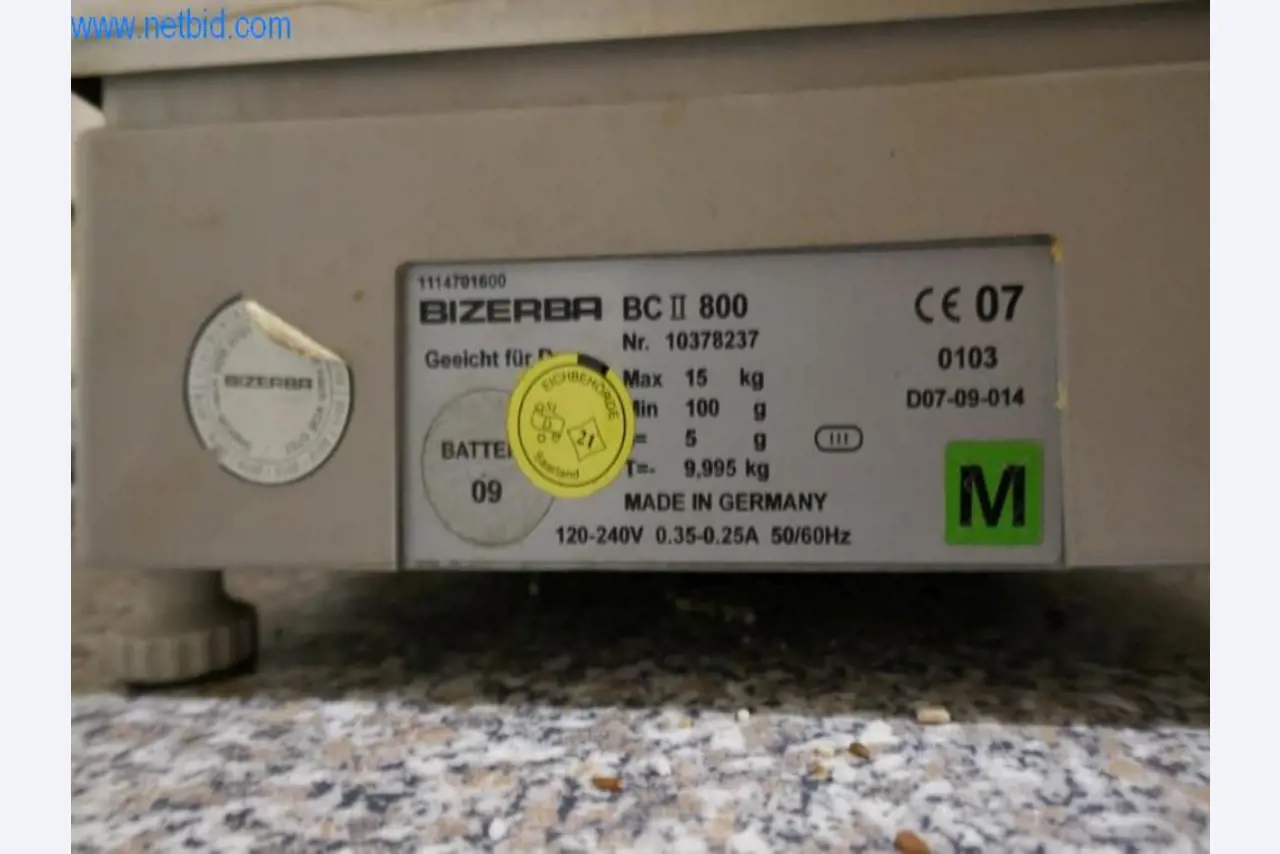 www.netbid.com
1114701600
BIZERBA BC II 800
Nr. 10378237
Geeicht für
Max 15 kg
Min 100 g
= 5 g
T=- 9,995 kg
MADE IN GERMANY
120-240V 0.35-0.25A 50/60Hz
BATTE
09
EICHBEHÖRDE
SL
D
21
Saarland
CE 07
0103
D07-09-014
III
M
BIZERBA